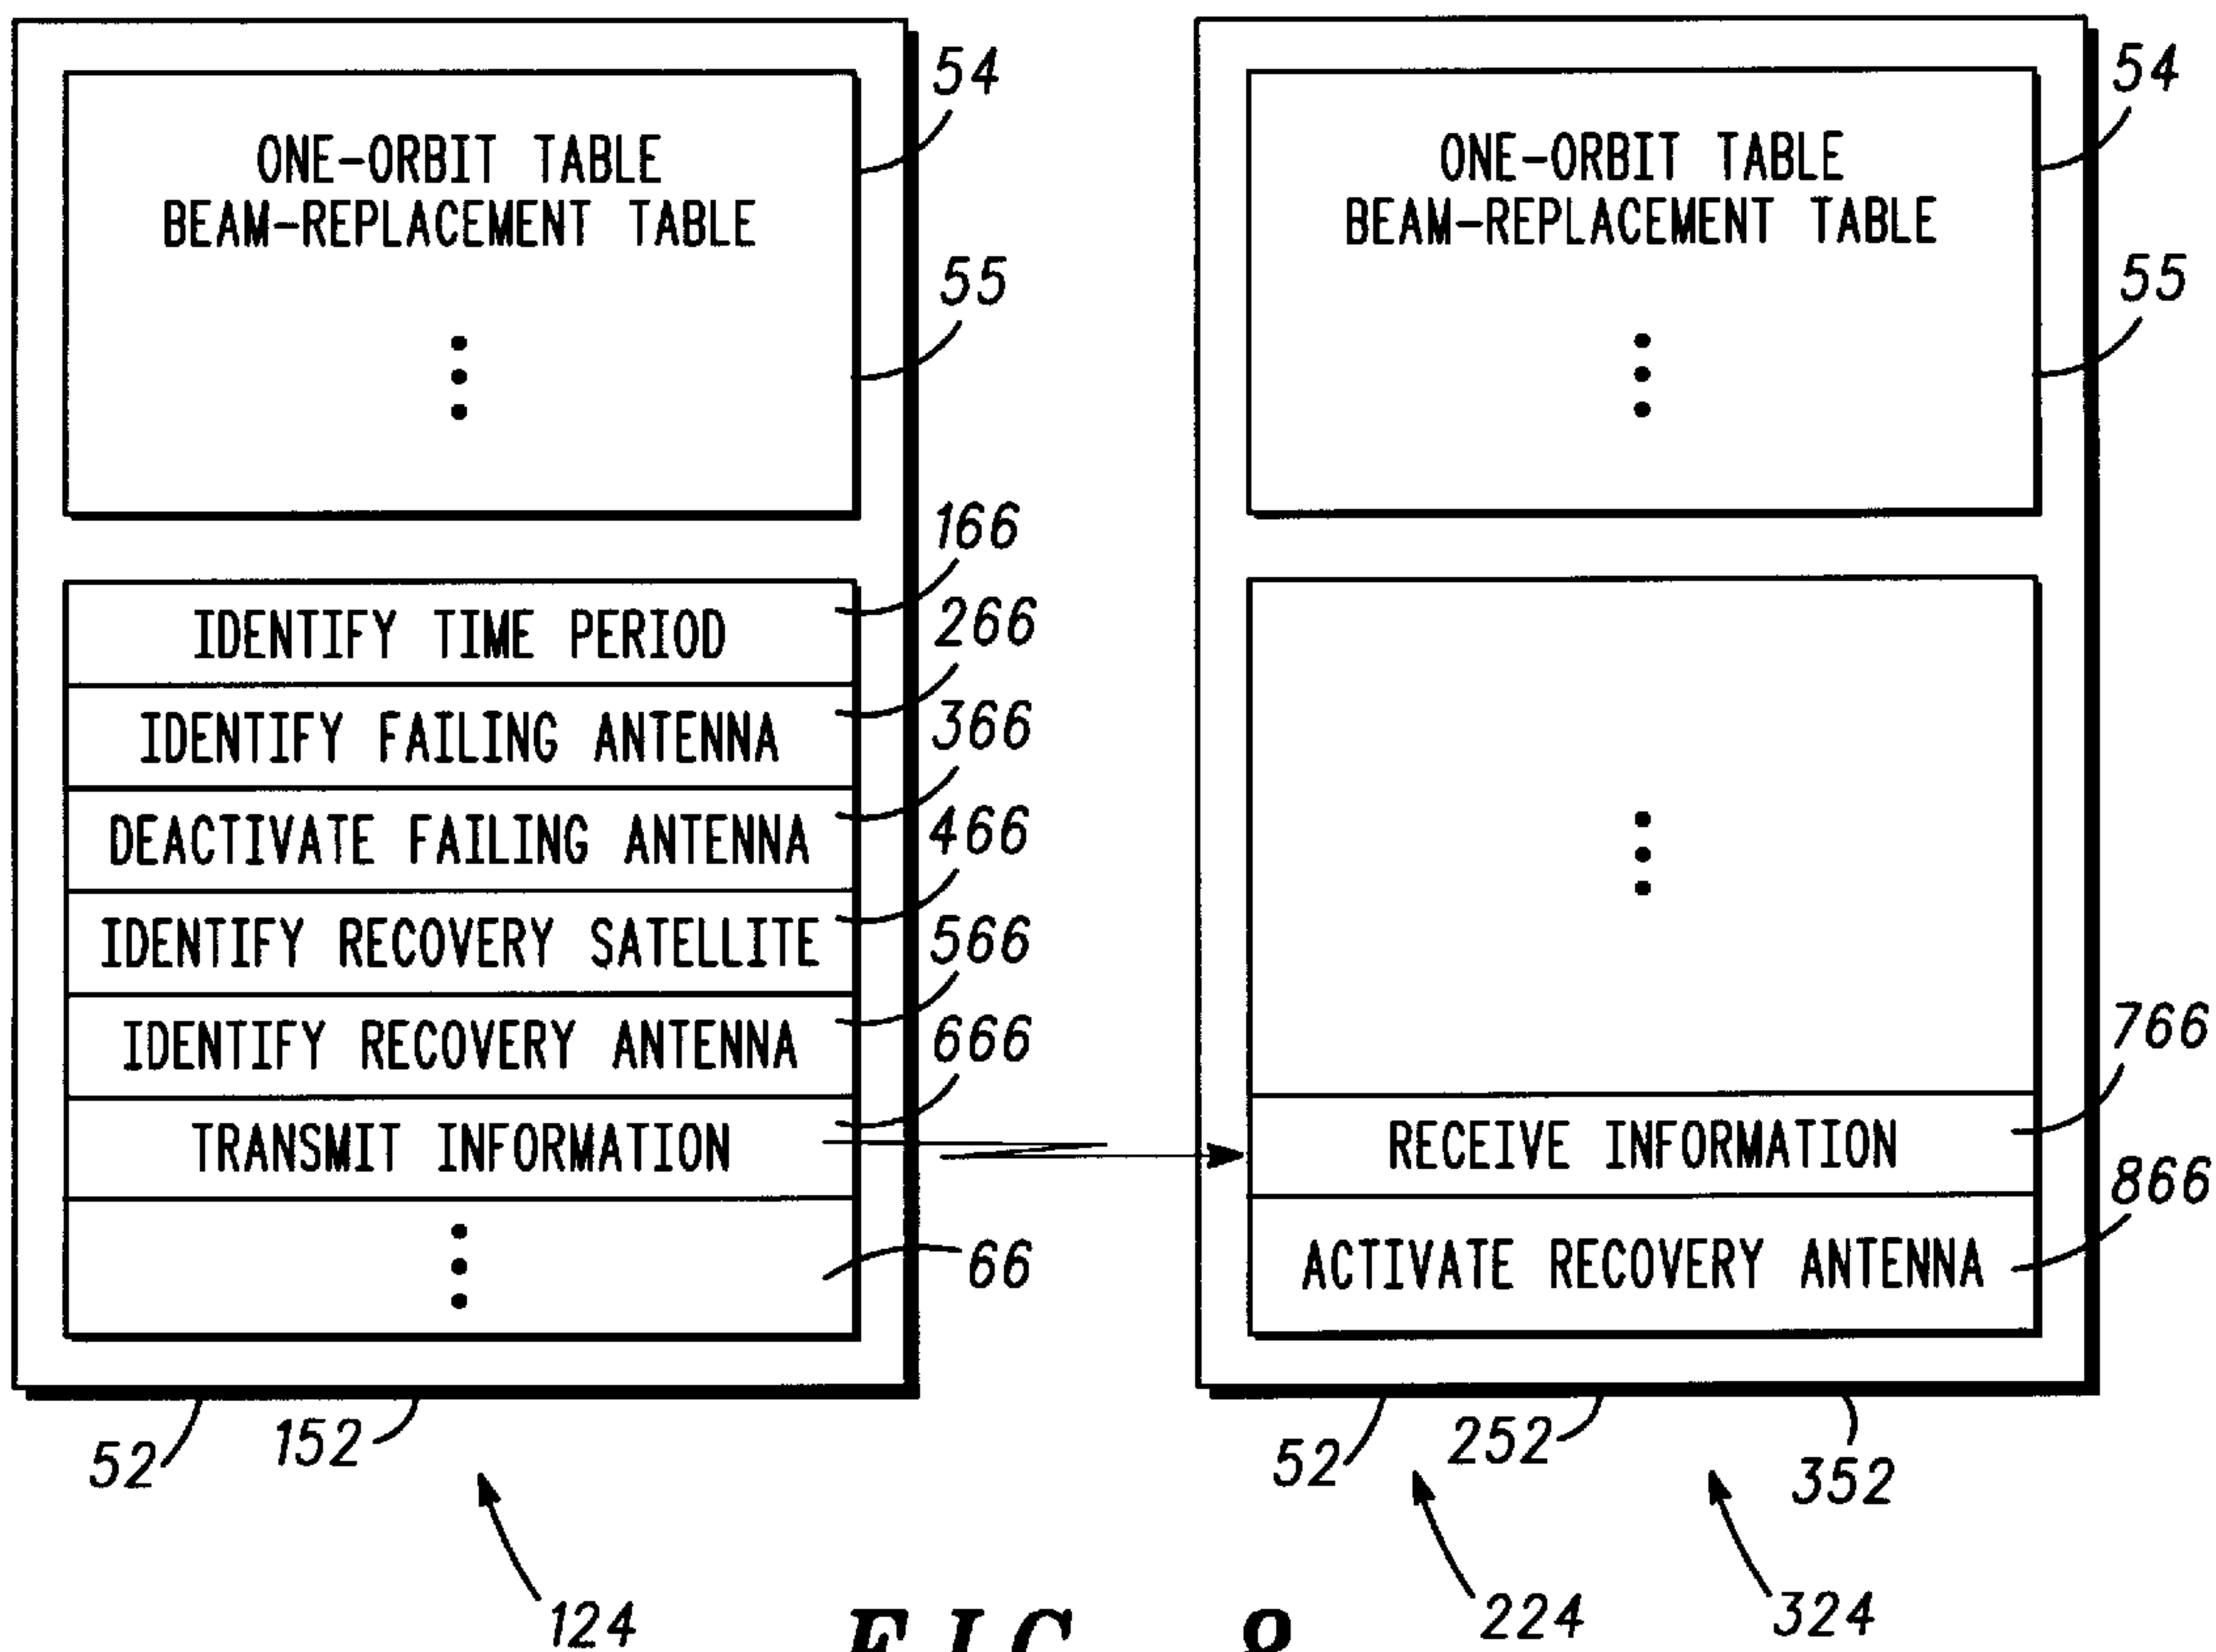 ONE-ORBIT TABLE
BEAM-REPLACEMENT TABLE
54
55
166
IDENTIFY TIME PERIOD
266
IDENTIFY FAILING ANTENNA
366
DEACTIVATE FAILING ANTENNA
466
IDENTIFY RECOVERY SATELLITE
566
IDENTIFY RECOVERY ANTENNA
666
TRANSMIT INFORMATION
66
52
152
124
ONE-ORBIT TABLE
BEAM-REPLACEMENT TABLE
54
55
766
RECEIVE INFORMATION
866
ACTIVATE RECOVERY ANTENNA
52
252
352
224
324
FIG. 8